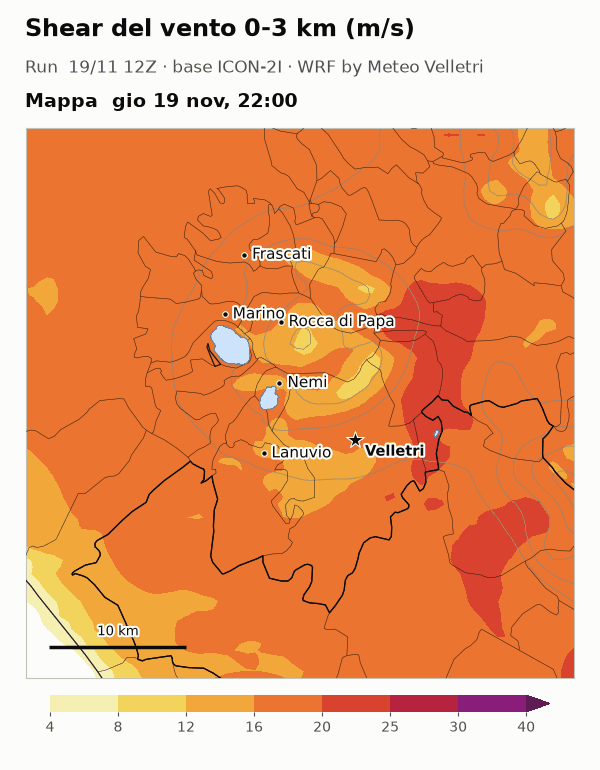 Shear del vento 0-3 km (m/s)
Run  19/11 12Z · base ICON-2I · WRF by Meteo Velletri
Mappa  gio 19 nov, 22:00
Frascati
Marino
Rocca di Papa
Nemi
Velletri
Lanuvio
10 km
4 8 12 16 20 25 30 40